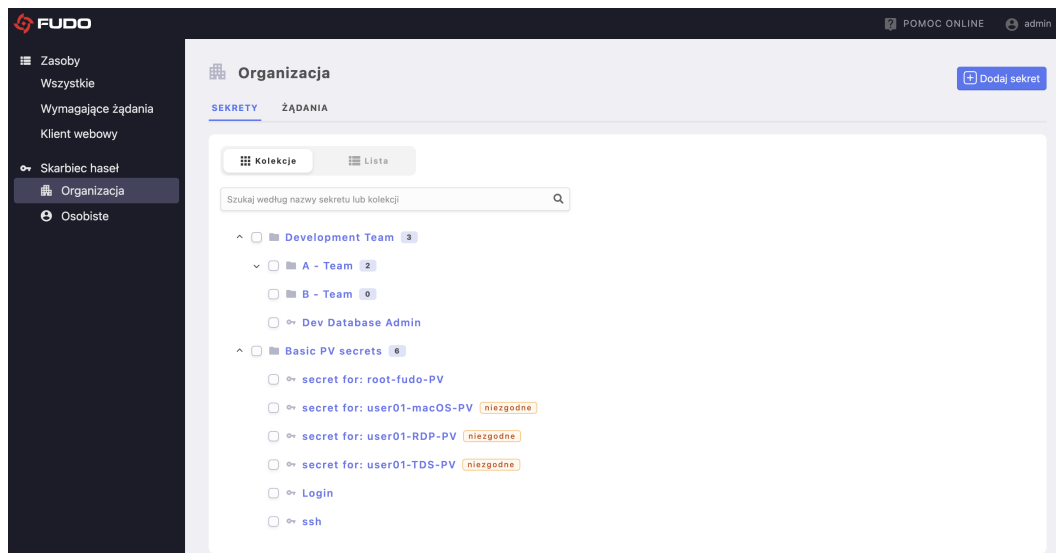 FUDO
POMOC ONLINE
admin
Zasoby
Wszystkie
Wymagające żądania
Klient webowy
Skarbiec haseł
Organizacja
Osobiste
Organizacja
Dodaj sekret
SEKRETY ŻĄDANIA
Kolekcje Lista
Szukaj według nazwy sekretu lub kolekcji
Development Team 3
A - Team 2
B - Team 0
Dev Database Admin
Basic PV secrets 6
secret for: root-fudo-PV
secret for: user01-macOS-PV niezgodne
secret for: user01-RDP-PV niezgodne
secret for: user01-TDS-PV niezgodne
Login
ssh